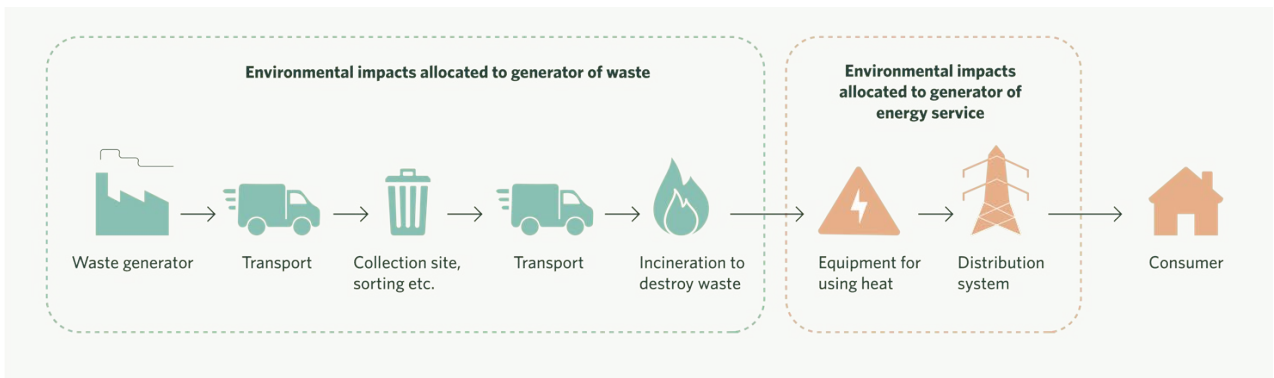 Environmental impacts allocated to generator of waste
Environmental impacts
allocated to generator of
energy service
Waste generator
Transport
Collection site,
sorting etc.
Transport
Incineration to
destroy waste
Equipment for
using heat
Distribution
system
Consumer